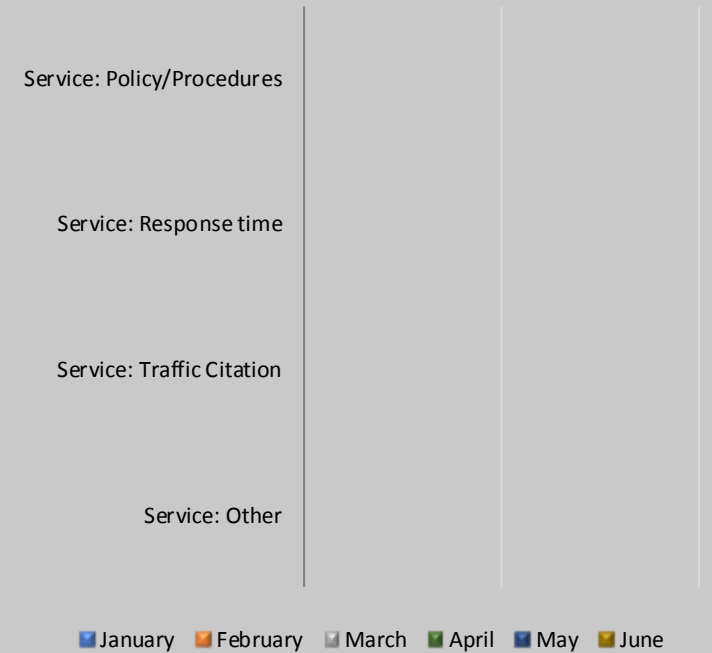 Service: Policy/Procedures
Service: Response time
Service: Traffic Citation
Service: Other
January February March April May June